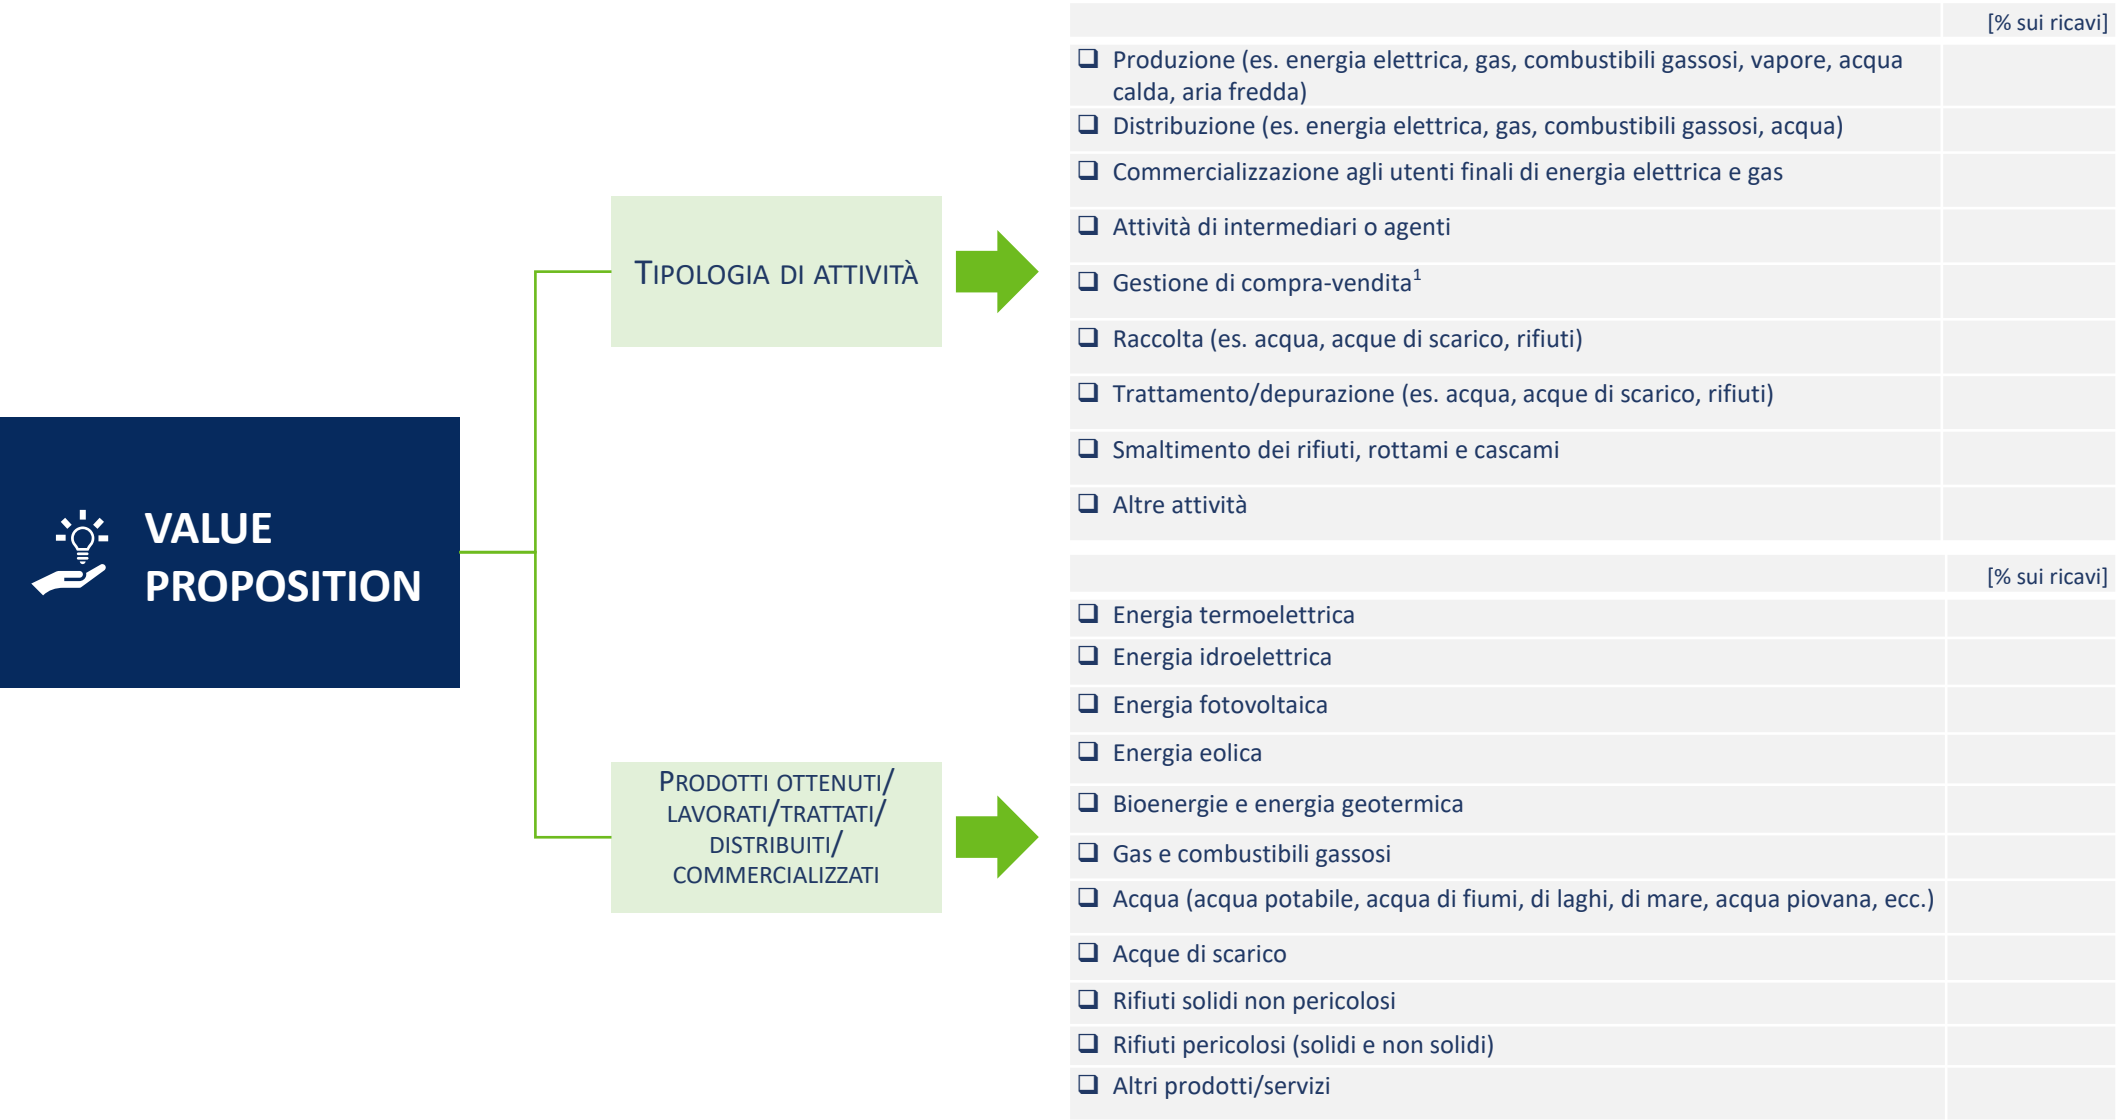 VALUE
PROPOSITION
TIPOLOGIA DI ATTIVITÀ
[% sui ricavi]
Produzione (es. energia elettrica, gas, combustibili gassosi, vapore, acqua
calda, aria fredda)
Distribuzione (es. energia elettrica, gas, combustibili gassosi, acqua)
Commercializzazione agli utenti finali di energia elettrica e gas
Attività di intermediari o agenti
Gestione di compra-vendita¹
Raccolta (es. acqua, acque di scarico, rifiuti)
Trattamento/depurazione (es. acqua, acque di scarico, rifiuti)
Smaltimento dei rifiuti, rottami e cascami
Altre attività
PRODOTTI OTTENUTI/
LAVORATI/TRATTATI/
DISTRIBUITI/
COMMERCIALIZZATI
[% sui ricavi]
Energia termoelettrica
Energia idroelettrica
Energia fotovoltaica
Energia eolica
Bioenergie e energia geotermica
Gas e combustibili gassosi
Acqua (acqua potabile, acqua di fiumi, di laghi, di mare, acqua piovana, ecc.)
Acque di scarico
Rifiuti solidi non pericolosi
Rifiuti pericolosi (solidi e non solidi)
Altri prodotti/servizi